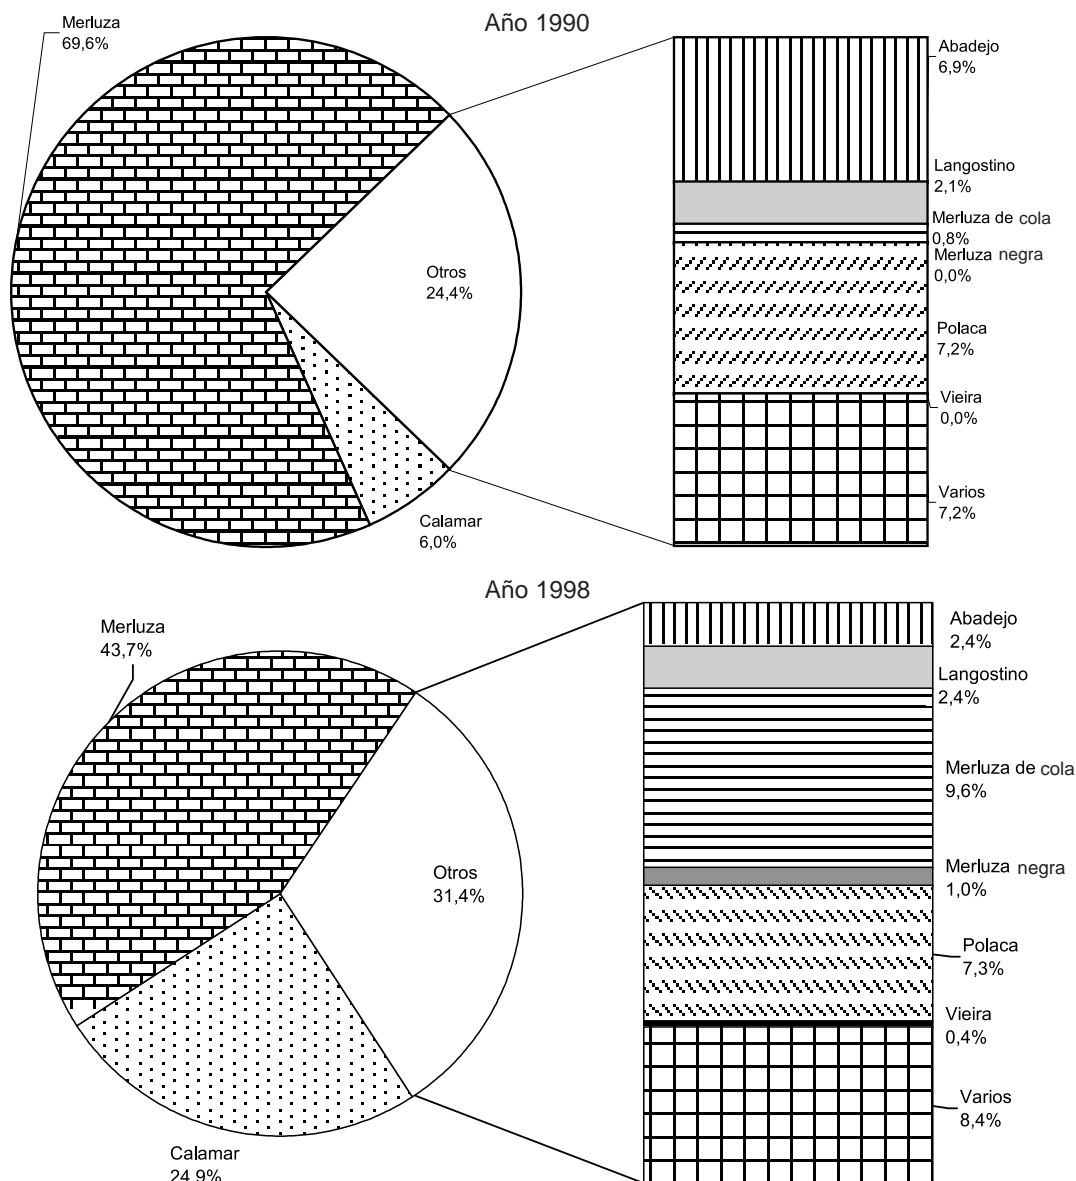 Año 1990
Merluza
69,6%
Otros
24,4%
Calamar
6,0%
Abadejo
6,9%
Langostino
2,1%
Merluza de cola
0,8%
Merluza negra
0,0%
Polaca
7,2%
Vieira
0,0%
Varios
7,2%
Año 1998
Merluza
43,7%
Otros
31,4%
Calamar
24,9%
Abadejo
2,4%
Langostino
2,4%
Merluza de cola
9,6%
Merluza negra
1,0%
Polaca
7,3%
Vieira
0,4%
Varios
8,4%